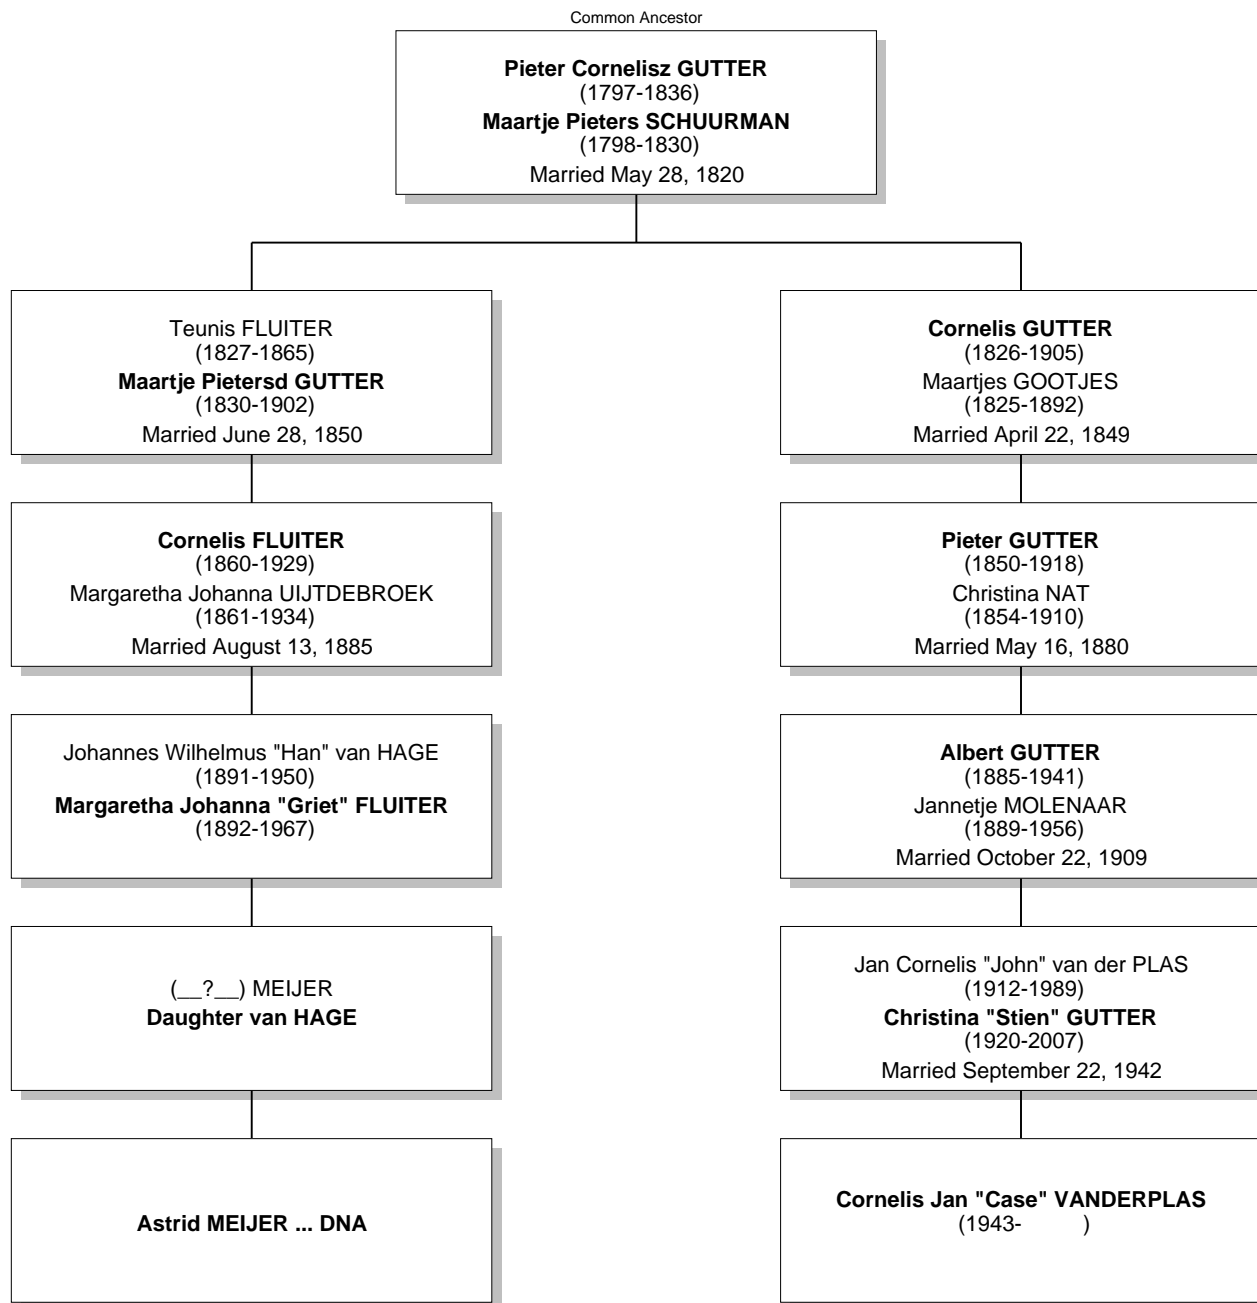 Common Ancestor
Pieter Cornelisz GUTTER
(1797-1836)
Maartje Pieters SCHUURMAN
(1798-1830)
Married May 28, 1820
Teunis FLUITER
(1827-1865)
Maartje Pietersd GUTTER
(1830-1902)
Married June 28, 1850
Cornelis GUTTER
(1826-1905)
Maartjes GOOTJES
(1825-1892)
Married April 22, 1849
Cornelis FLUITER
(1860-1929)
Margaretha Johanna UIJTDEBROEK
(1861-1934)
Married August 13, 1885
Pieter GUTTER
(1850-1918)
Christina NAT
(1854-1910)
Married May 16, 1880
Johannes Wilhelmus "Han" van HAGE
(1891-1950)
Margaretha Johanna "Griet" FLUITER
(1892-1967)
Albert GUTTER
(1885-1941)
Jannetje MOLENAAR
(1889-1956)
Married October 22, 1909
(__?__) MEIJER
Daughter van HAGE
Jan Cornelis "John" van der PLAS
(1912-1989)
Christina "Stien" GUTTER
(1920-2007)
Married September 22, 1942
Astrid MEIJER ... DNA
Cornelis Jan "Case" VANDERPLAS
(1943-         )